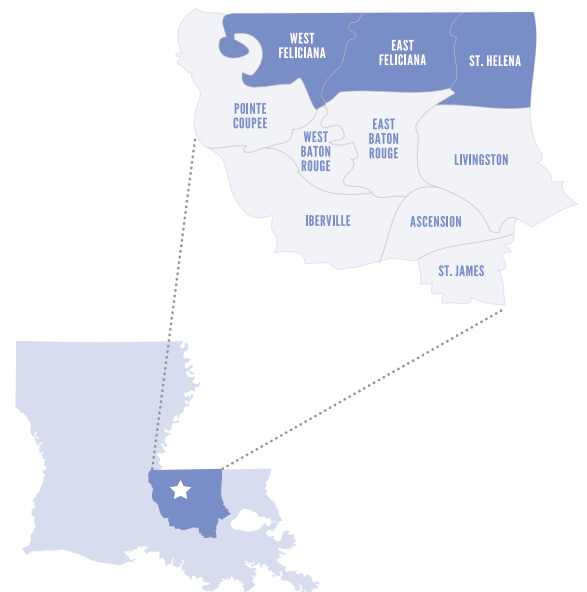 WEST
FELICIANA
EAST
FELICIANA
ST. HELENA
POINTE
COUPEE
WEST
BATON
ROUGE
EAST
BATON
ROUGE
LIVINGSTON
IBERVILLE
ASCENSION
ST. JAMES